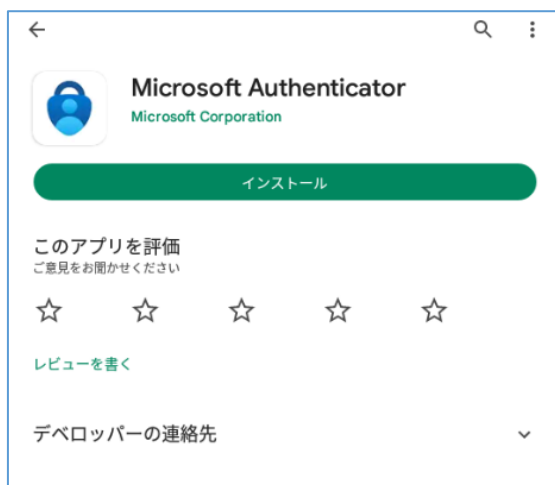 Microsoft Authenticator
Microsoft Corporation
インストール
このアプリを評価
ご意見をお聞かせください
レビューを書く
デベロッパーの連絡先